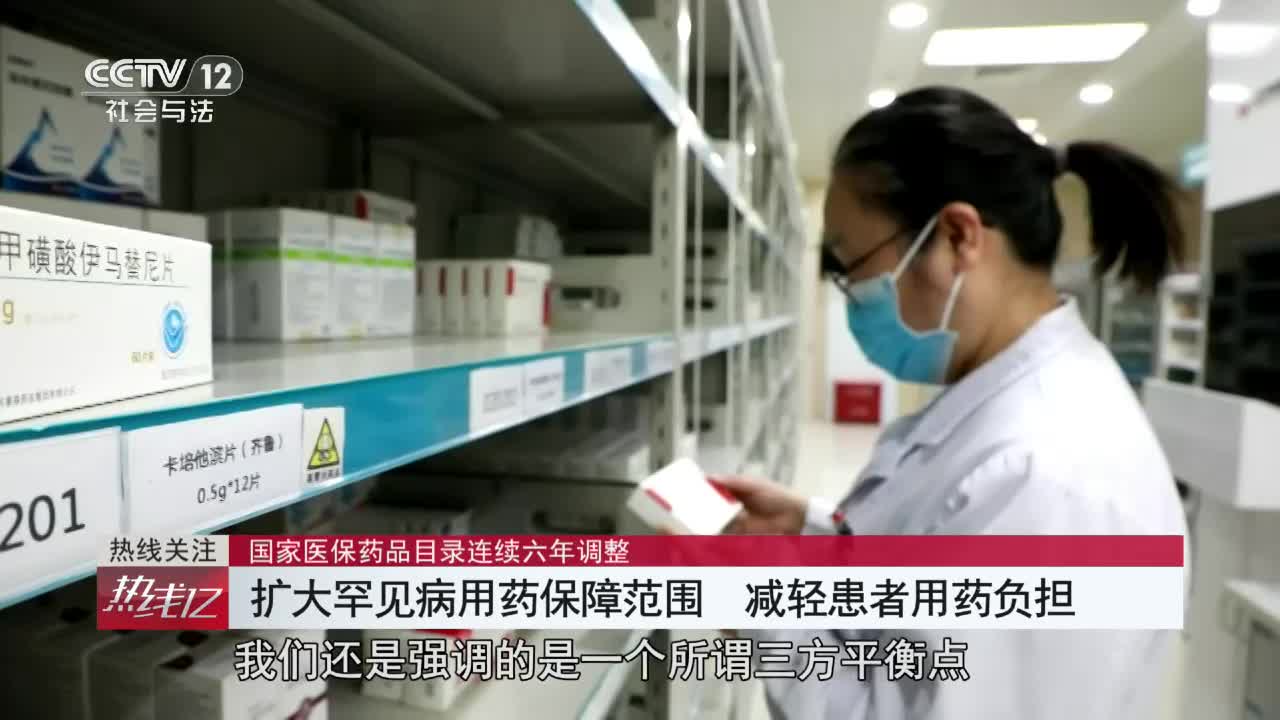 CCTV 12
社会与法
甲磺酸伊马替尼片
g
60片装
卡培他滨片（齐鲁）
0.5g*12片
201
热线关注
国家医保药品目录连续六年调整
热线12
扩大罕见病用药保障范围 减轻患者用药负担
我们还是强调的是一个所谓三方平衡点